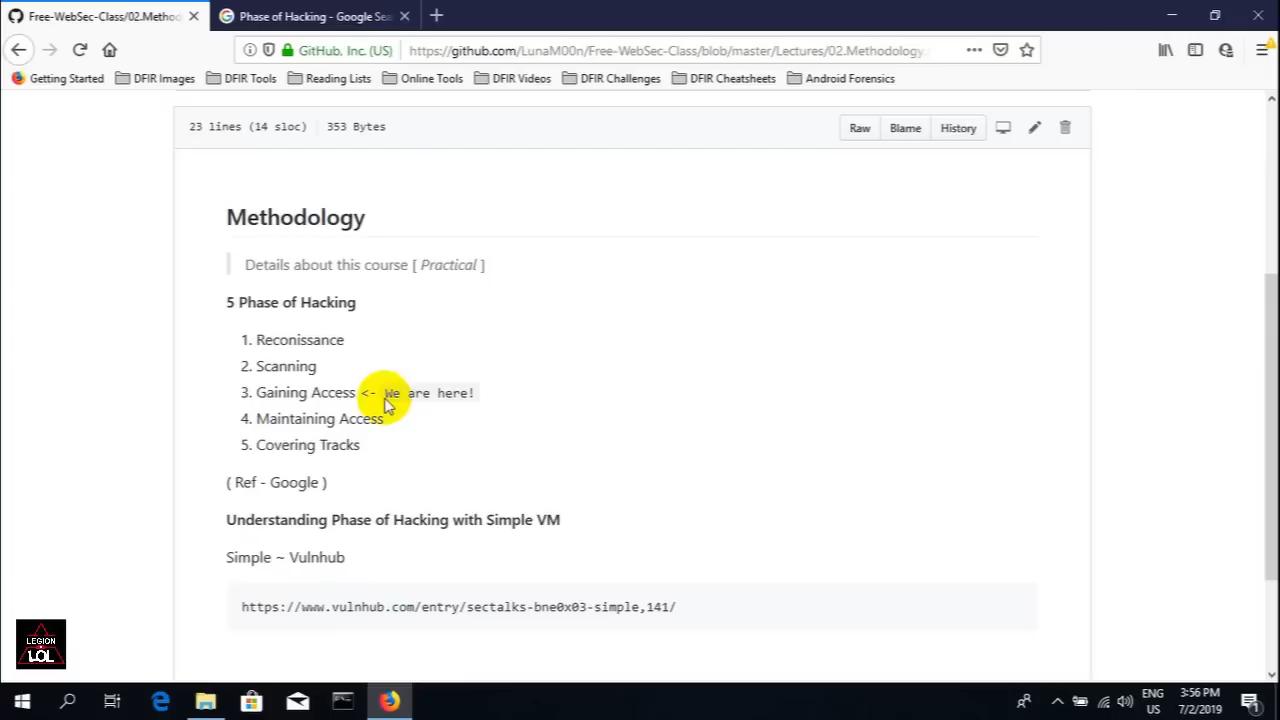 Free-WebSec-Class/02.Method
Phase of Hacking - Google Sea
GitHub, Inc. (US)
https://github.com/LunaM00n/Free-WebSec-Class/blob/master/Lectures/02.Methodology.
Getting Started
DFIR Images
DFIR Tools
Reading Lists
Online Tools
DFIR Videos
DFIR Challenges
DFIR Cheatsheets
Android Forensics
23 lines (14 sloc)
353 Bytes
Raw
Blame
History
Methodology
Details about this course [ Practical ]
5 Phase of Hacking
1. Reconissance
2. Scanning
3. Gaining Access <- We are here!
4. Maintaining Access
5. Covering Tracks
( Ref - Google )
Understanding Phase of Hacking with Simple VM
Simple ~ Vulnhub
https://www.vulnhub.com/entry/sectalks-bne0x03-simple,141/
LEGION
LOL
ENG
US
3:56 PM
7/2/2019
1